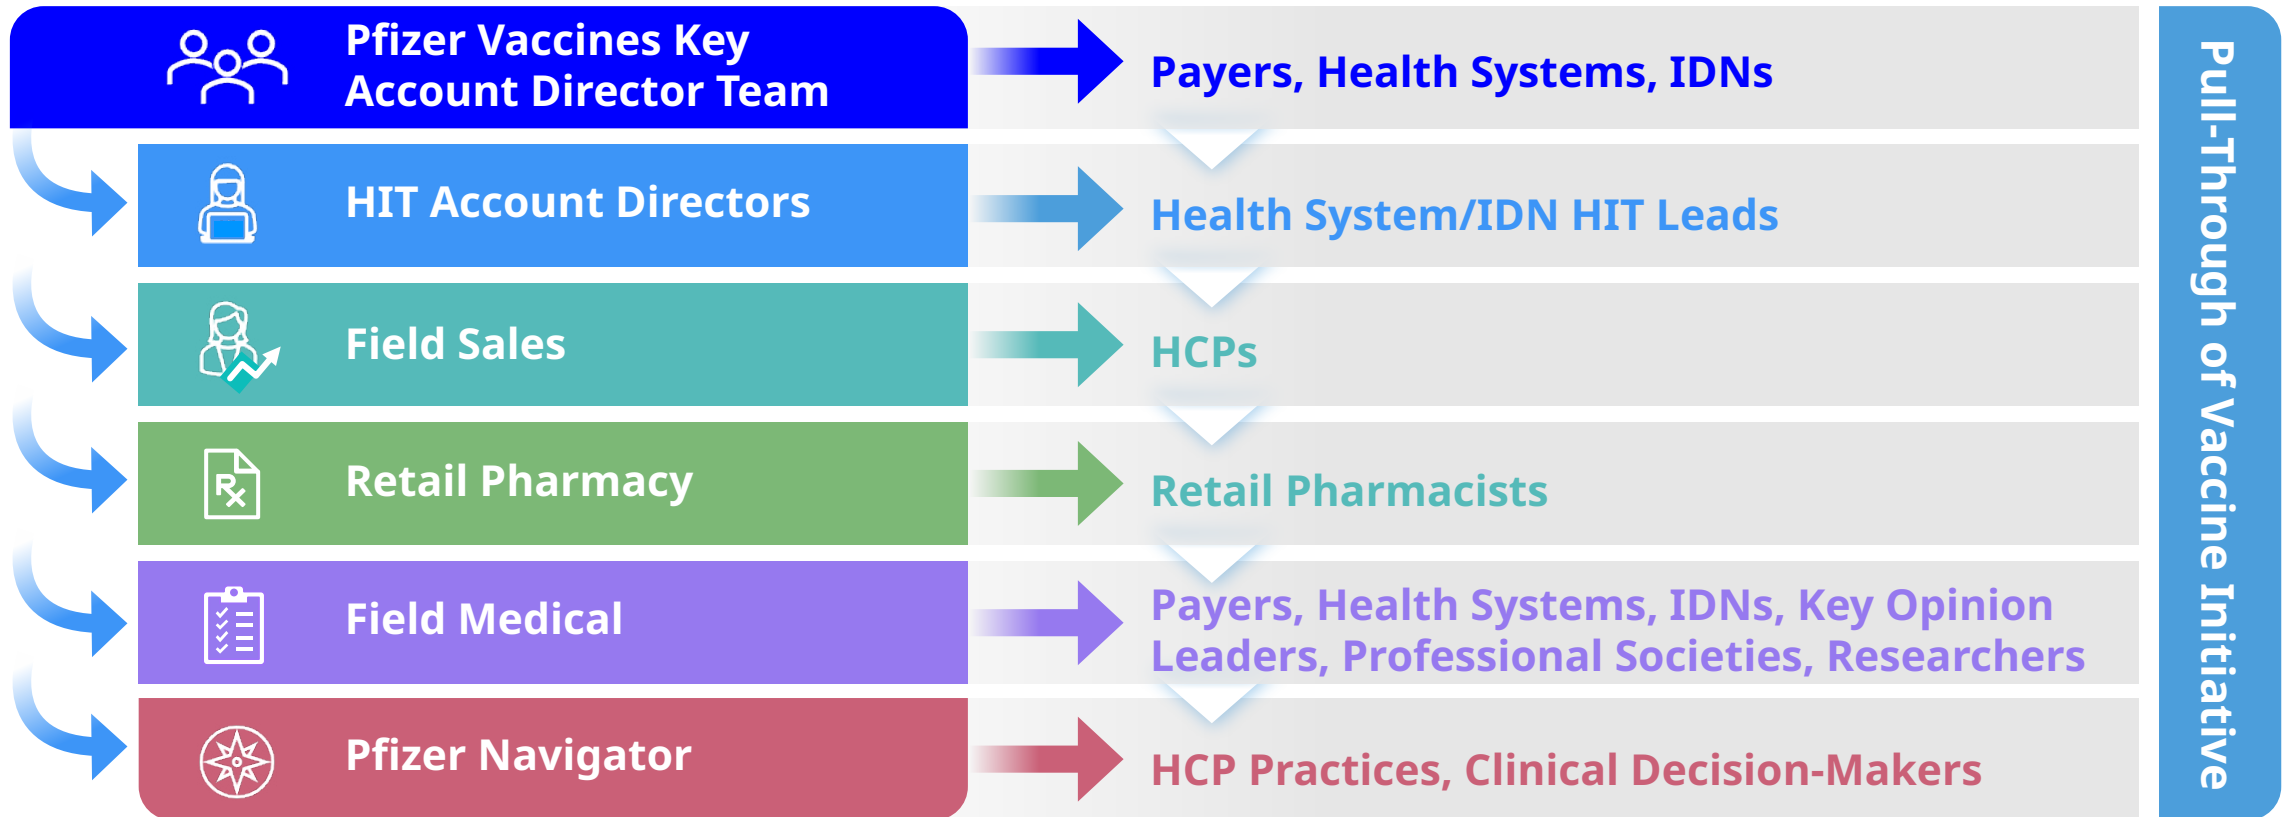 Pfizer Vaccines Key
Account Director Team
Payers, Health Systems, IDNs
HIT Account Directors
Health System/IDN HIT Leads
Field Sales
HCPs
Retail Pharmacy
Rx
Retail Pharmacists
Field Medical
Payers, Health Systems, IDNs, Key Opinion
Leaders, Professional Societies, Researchers
Pfizer Navigator
HCP Practices, Clinical Decision-Makers
Pull-Through of Vaccine Initiative